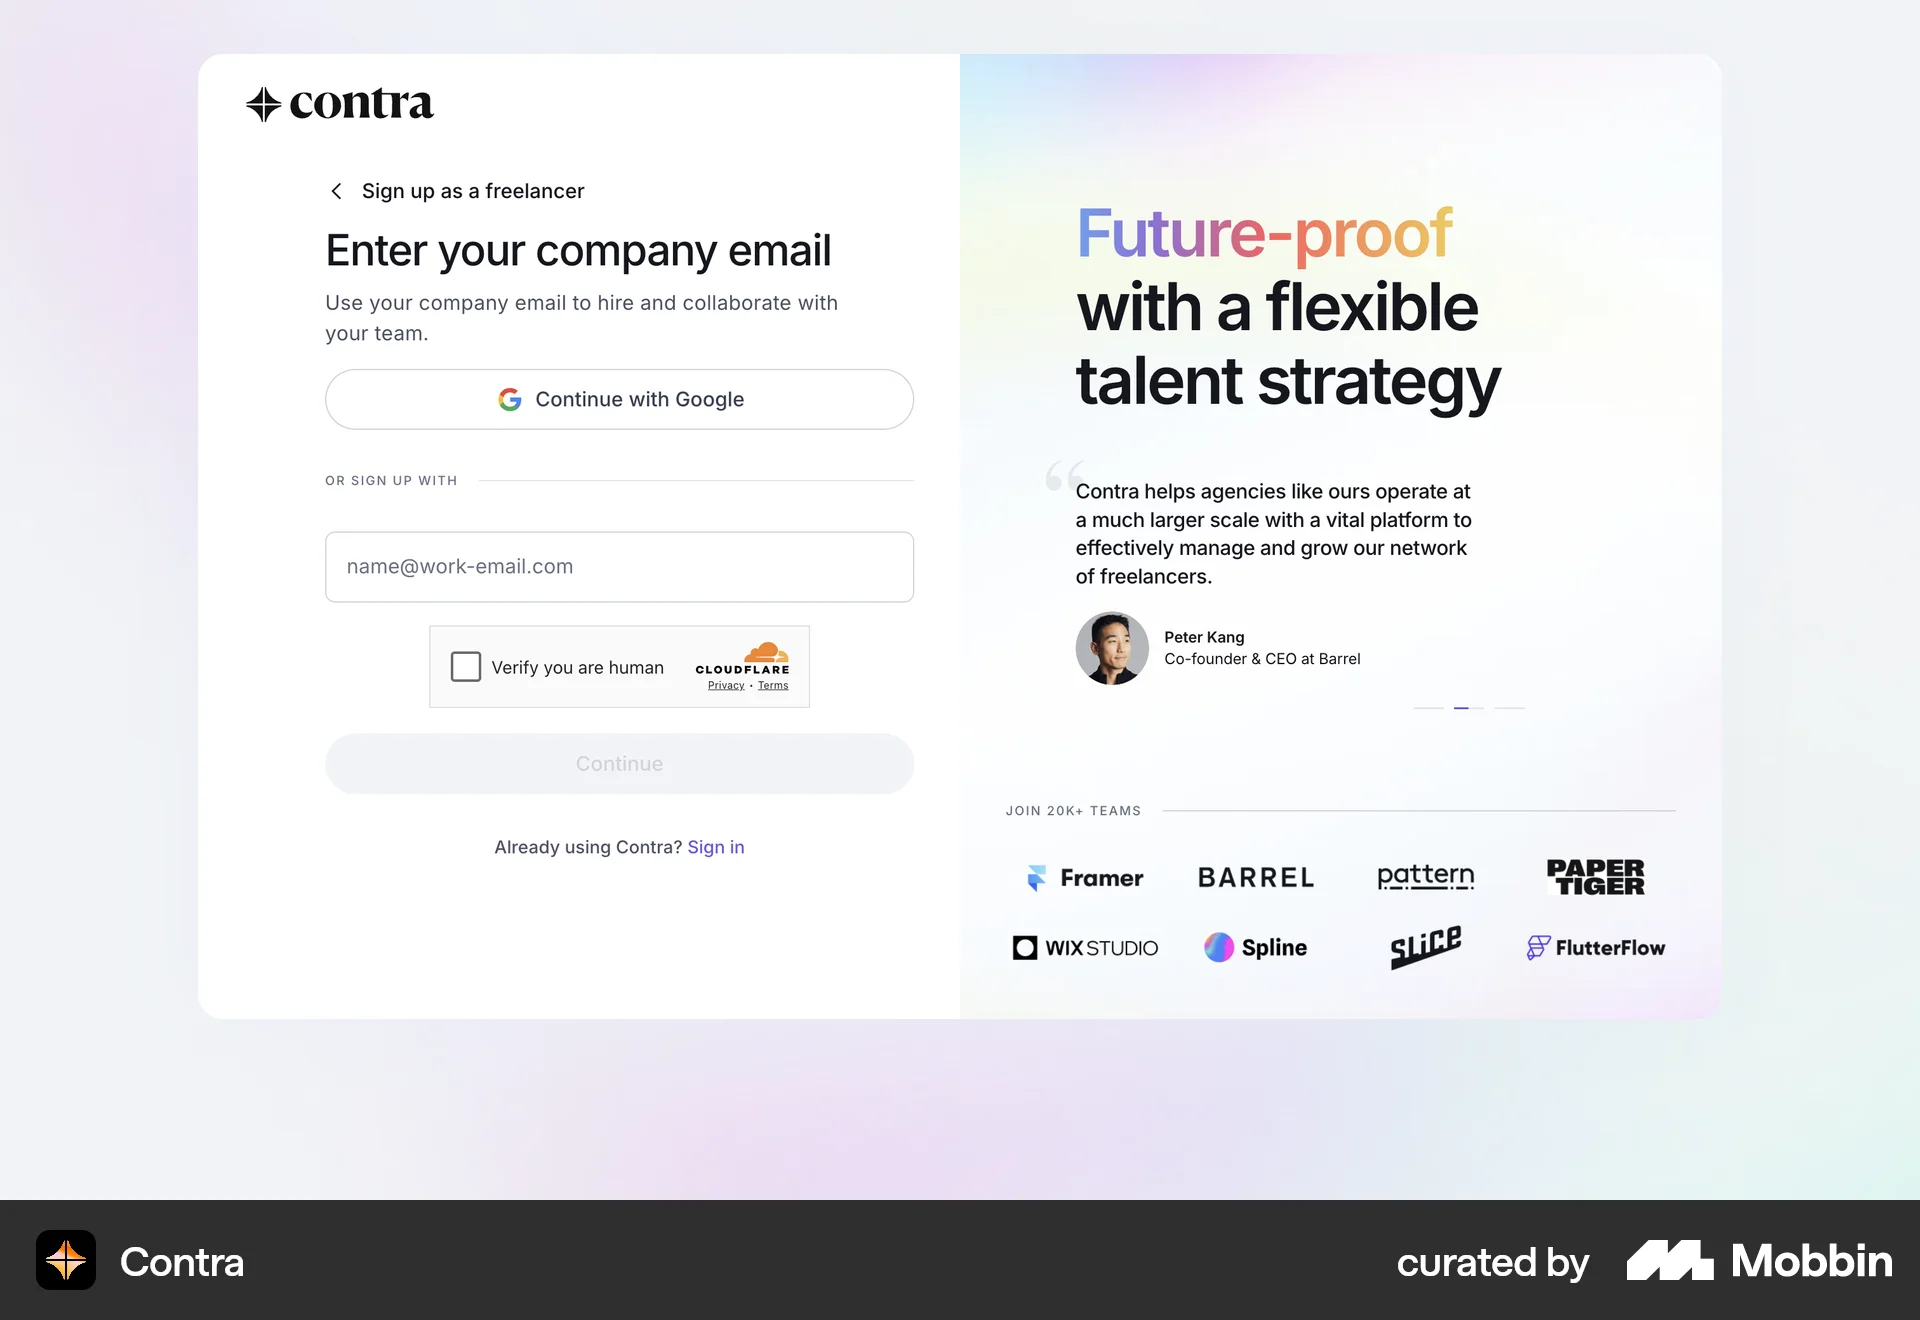 contra
Sign up as a freelancer
Enter your company email
Use your company email to hire and collaborate with
your team.
Continue with Google
OR SIGN UP WITH
name@work-email.com
Verify you are human
CLOUDFLARE
Privacy • Terms
Continue
Already using Contra? Sign in
Future-proof
with a flexible
talent strategy
“
Contra helps agencies like ours operate at
a much larger scale with a vital platform to
effectively manage and grow our network
of freelancers.
Peter Kang
Co-founder & CEO at Barrel
JOIN 20K+ TEAMS
Framer
BARREL
pattern
PAPER
TIGER
WIX STUDIO
Spline
SLiCE
FlutterFlow
Contra
curated by
Mobbin